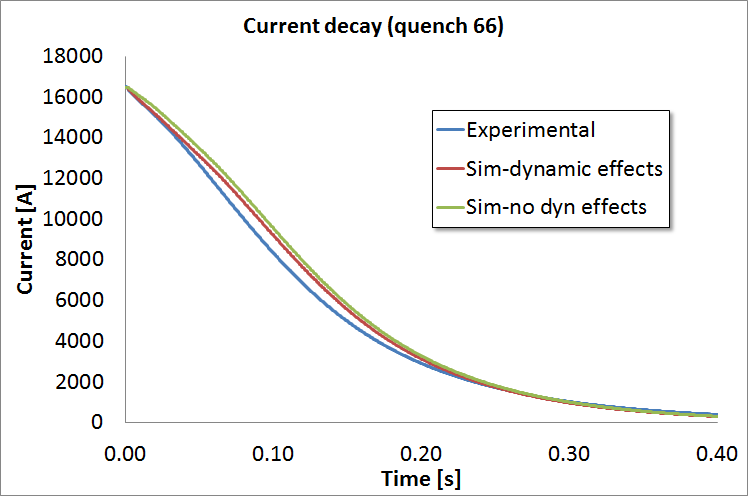 Current decay (quench 66)
18000
16000
14000
12000
10000
8000
6000
4000
2000
0
Current [A]
Experimental
Sim-dynamic effects
Sim-no dyn effects
0.00 0.10 0.20 0.30 0.40
Time [s]